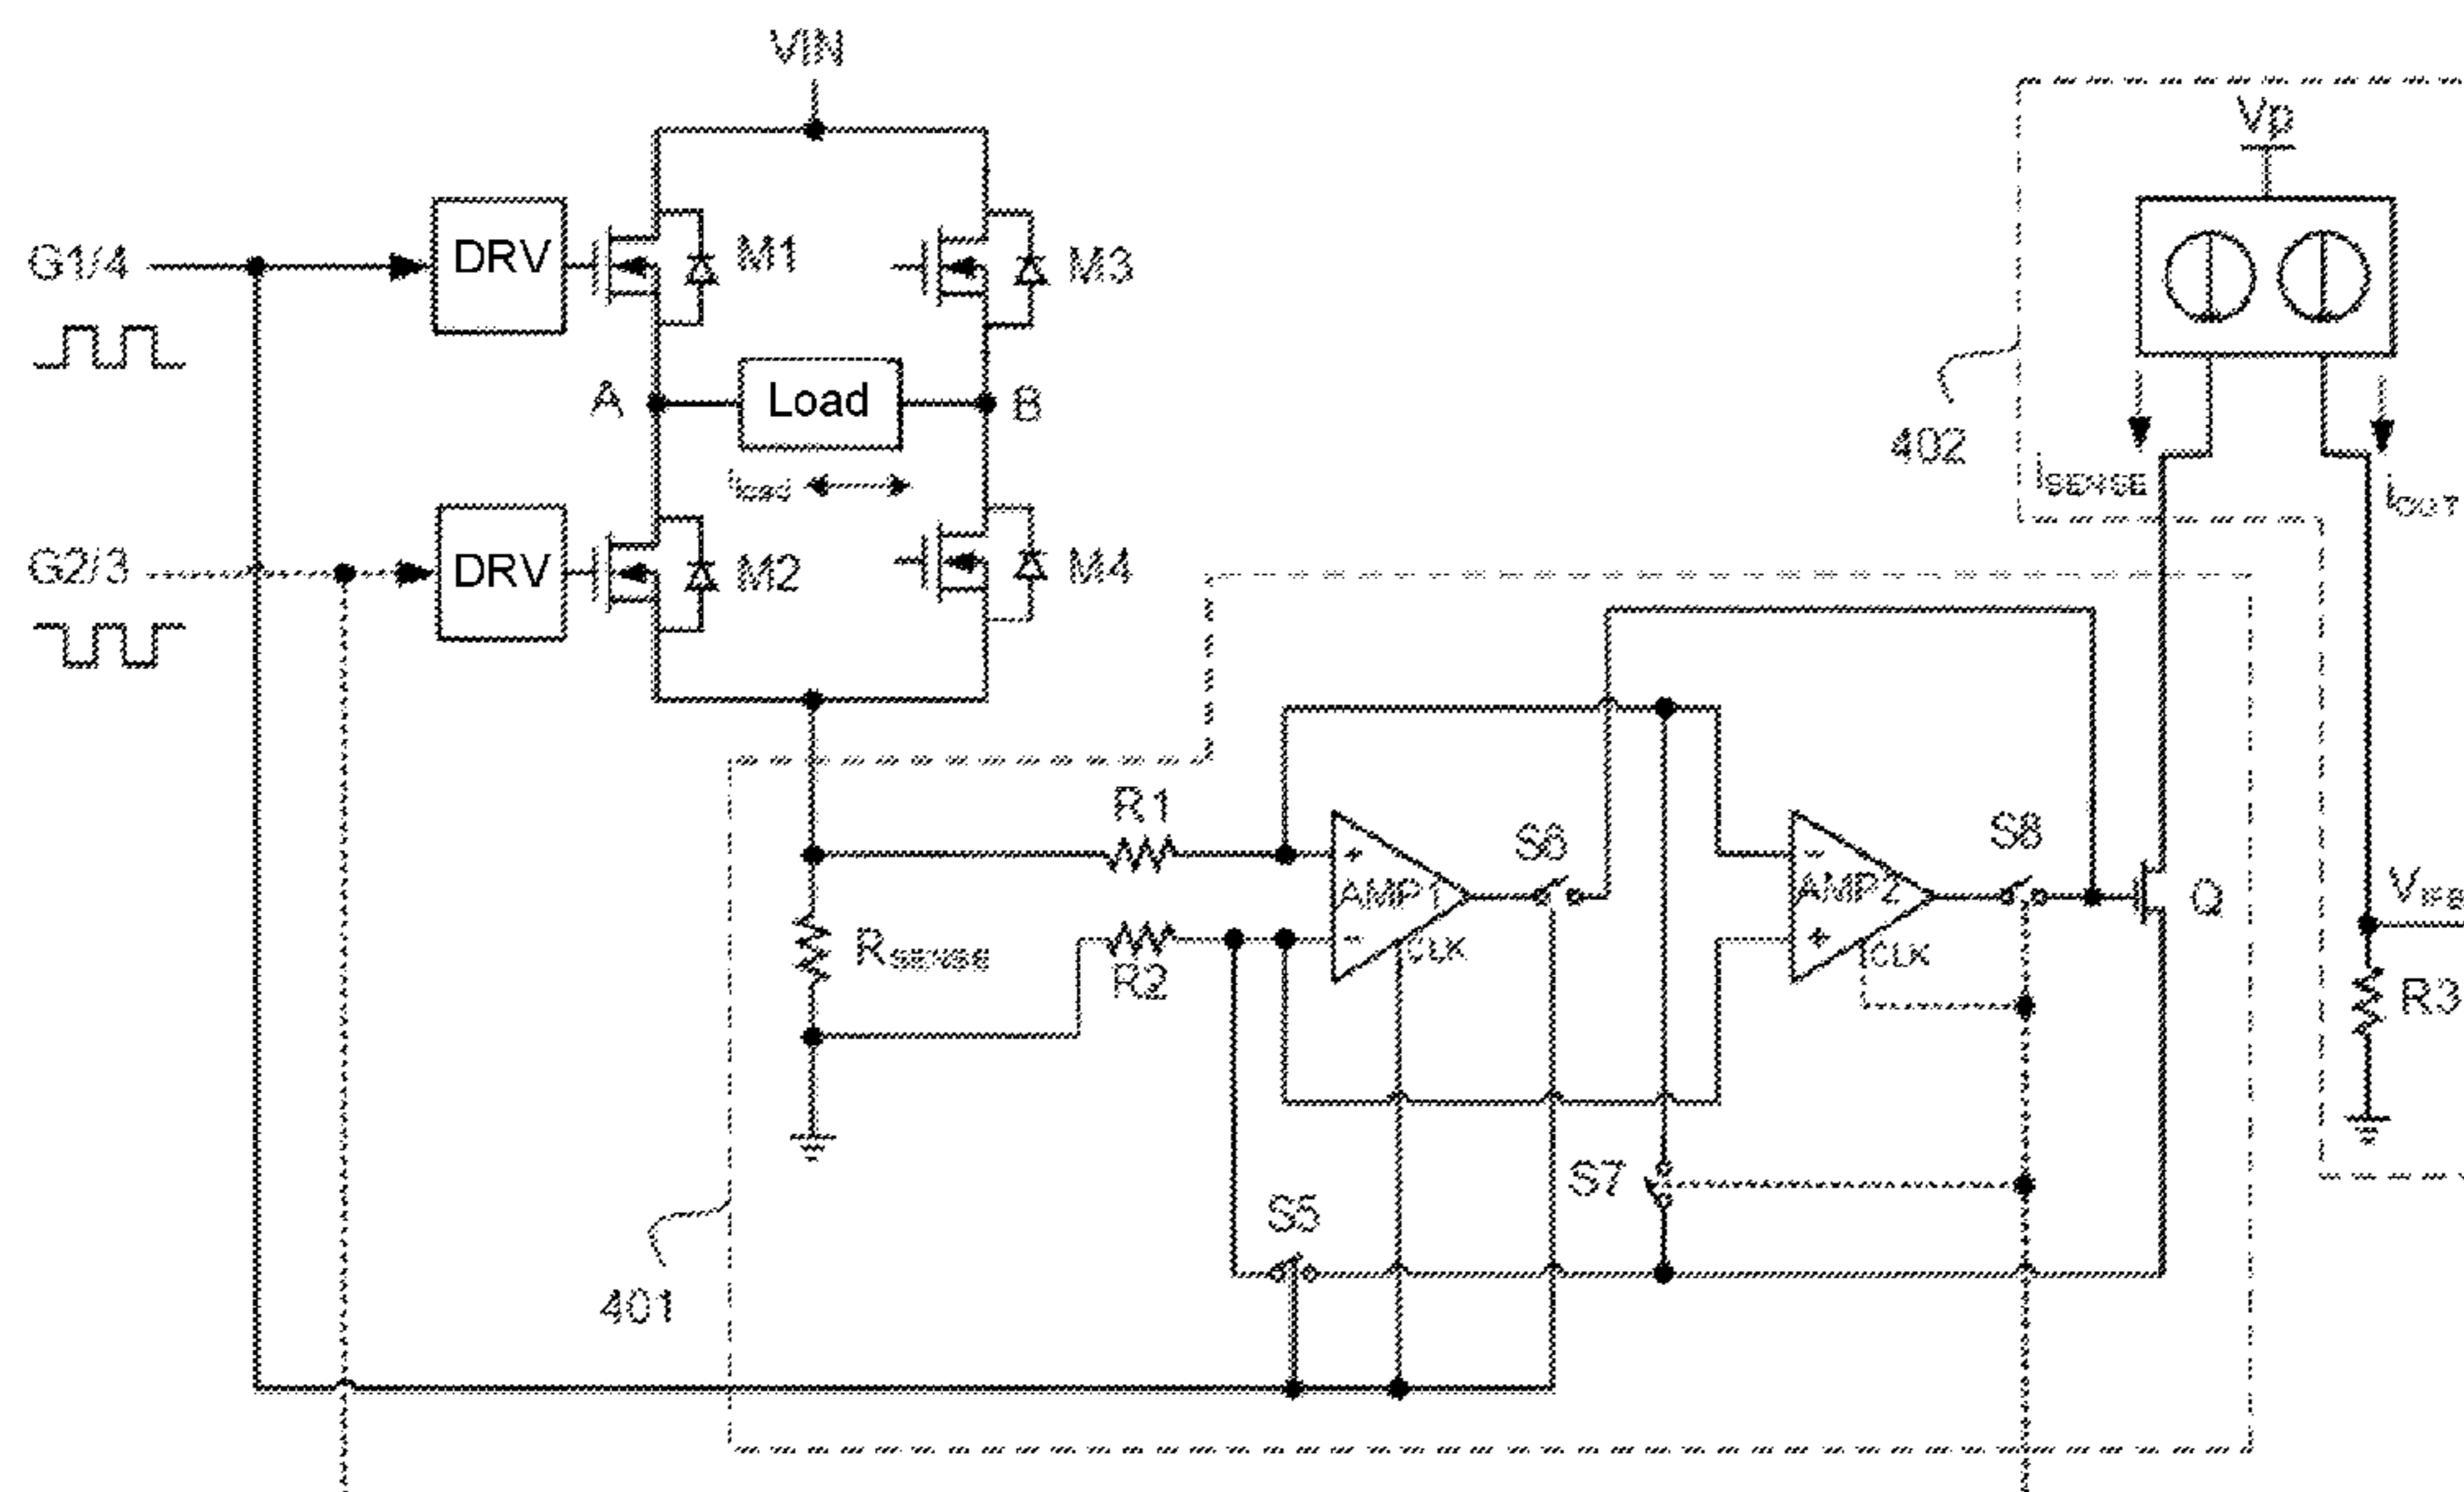 VIN
Vp
G1/4
DRV
M1
M3
A
Load
B
iload
402
iSENSE
iOUT
G2/3
DRV
M2
M4
R1
S6
S8
AMP1
AMP2
Q
VIFB
RSENSE
R2
CLK
CLK
R3
S7
S5
401
+
-
-
+